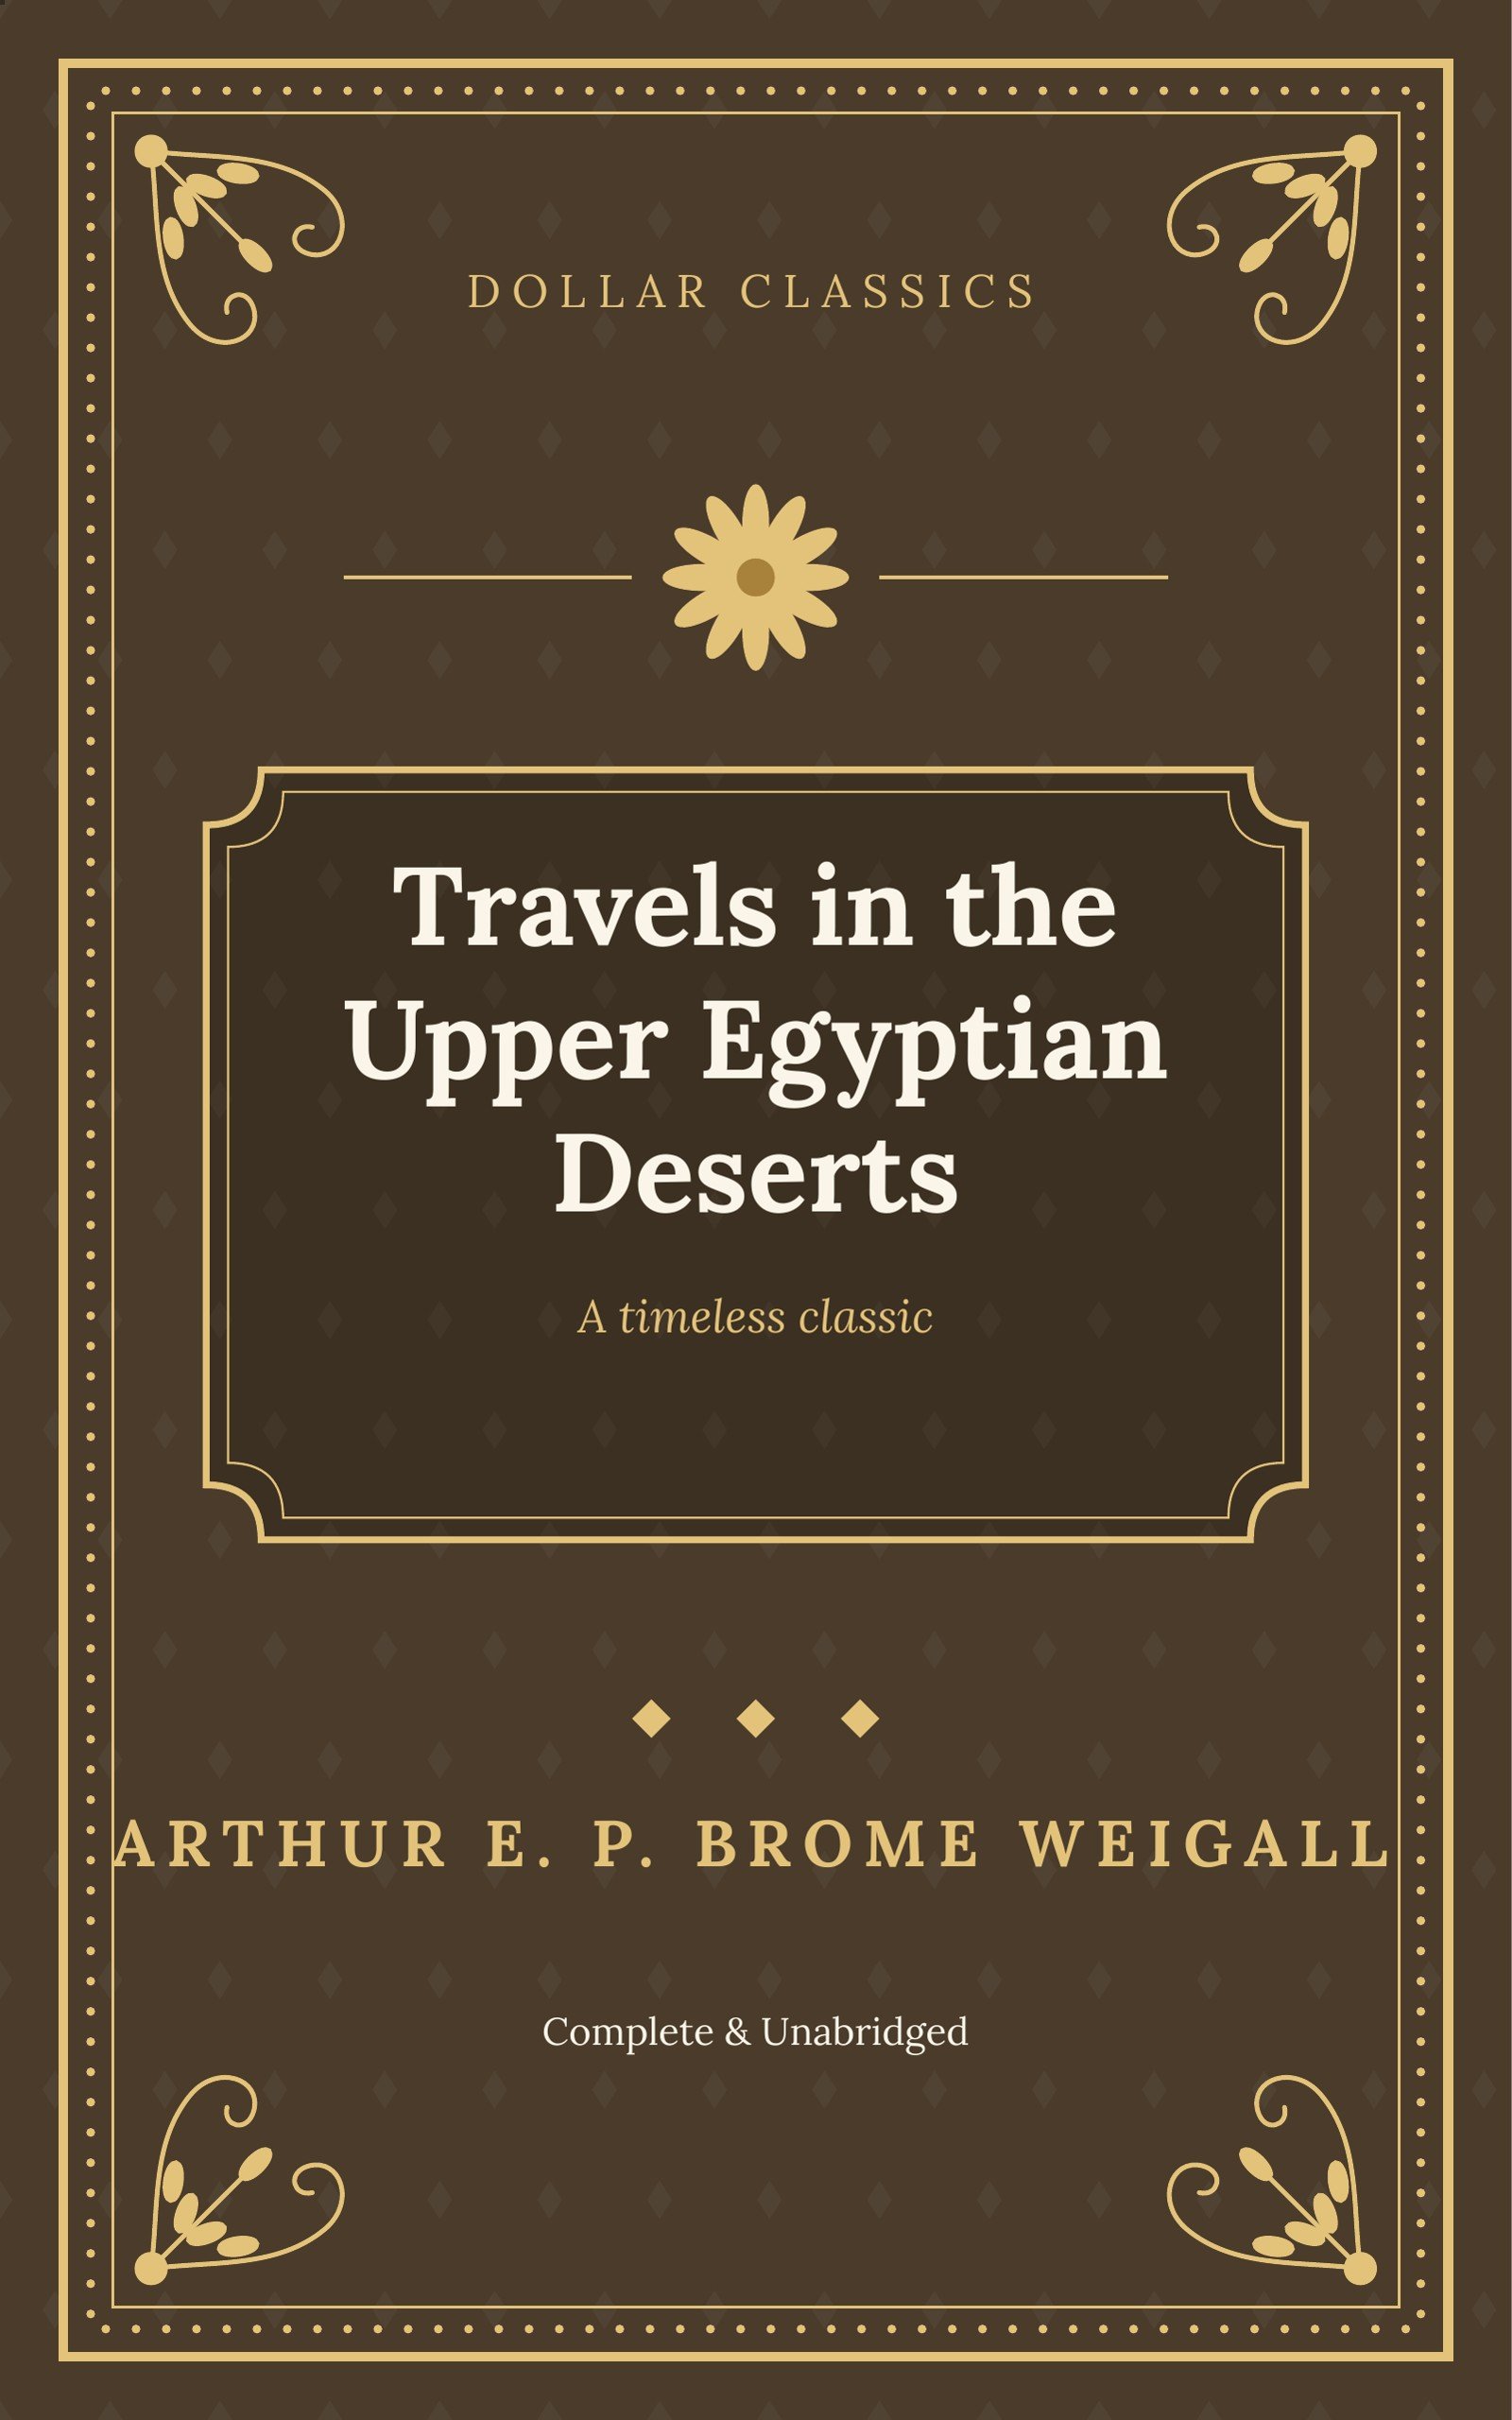 DOLLAR CLASSICS
Travels in the
Upper Egyptian
Deserts
A timeless classic
ARTHUR E. P. BROME WEIGALL
Complete & Unabridged